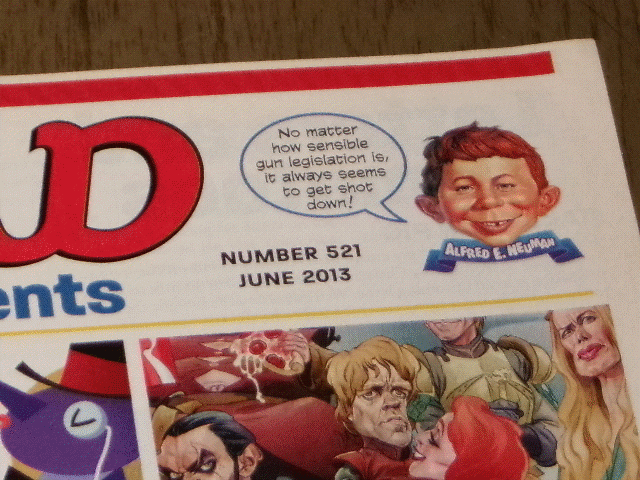 No matter
how sensible
gun legislation is,
it always seems
to get shot
down!
ALFRED E. NEUMAN
NUMBER 521
JUNE 2013
ents